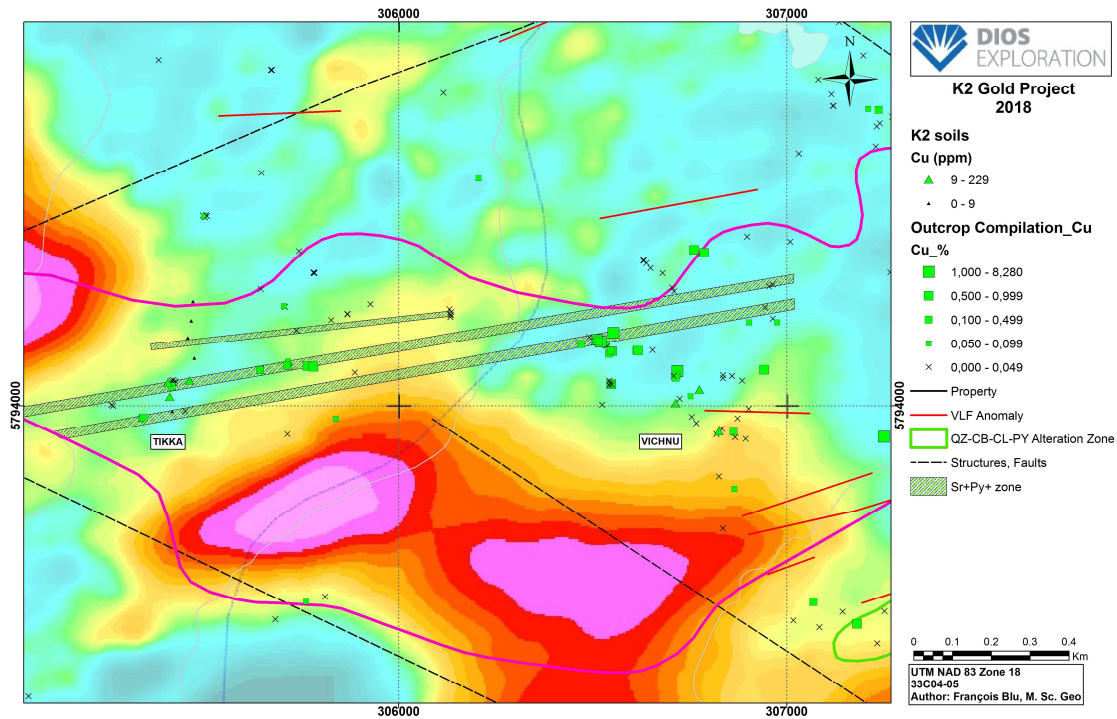 306000
307000
5794000
5794000
TIKKA
VICHNU
306000
307000
N
DIOS
EXPLORATION
K2 Gold Project
2018
K2 soils
Cu (ppm)
9 - 229
0 - 9
Outcrop Compilation_Cu
Cu_%
1,000 - 8,280
0,500 - 0,999
0,100 - 0,499
0,050 - 0,099
0,000 - 0,049
Property
VLF Anomaly
QZ-CB-CL-PY Alteration Zone
Structures, Faults
Sr+Py+ zone
0 0.1 0.2 0.3 0.4
Km
UTM NAD 83 Zone 18
33C04-05
Author: François Blu, M. Sc. Geo